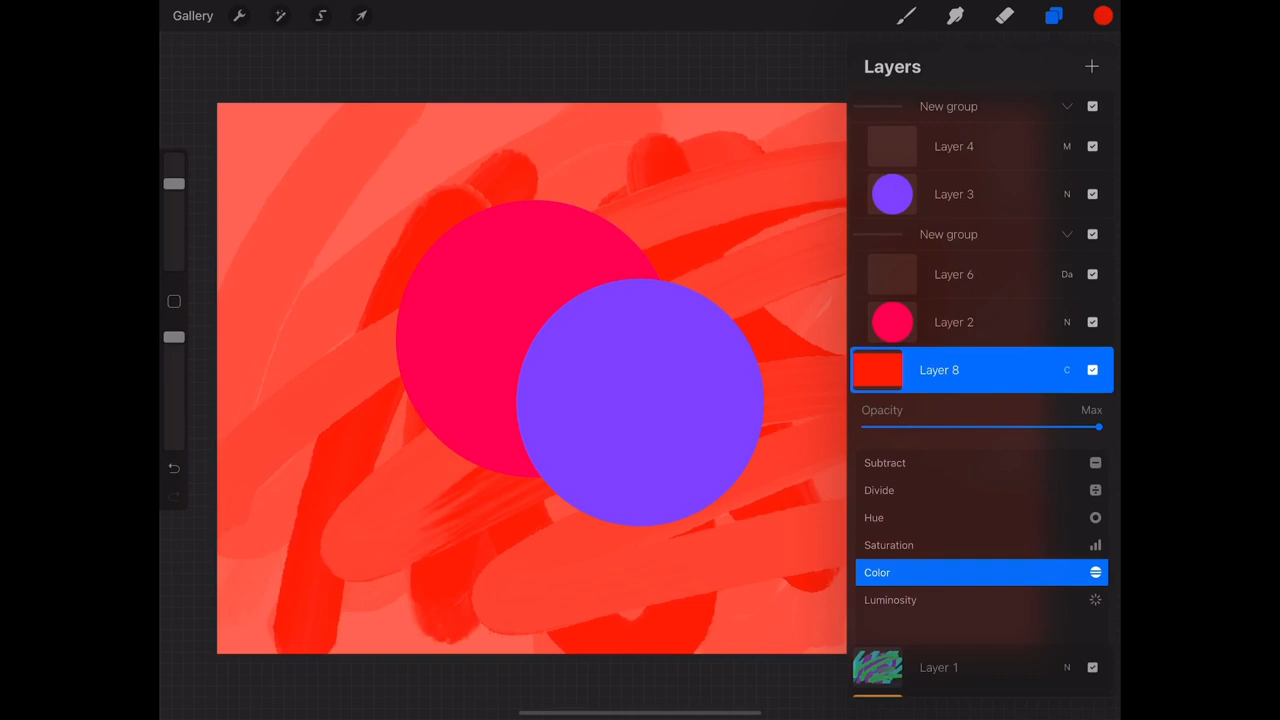 Gallery
Layers
New group
Layer 4 M
Layer 3 N
New group
Layer 6 Da
Layer 2 N
Layer 8 C
Opacity Max
Subtract
Divide
Hue
Saturation
Color
Luminosity
Layer 1 N